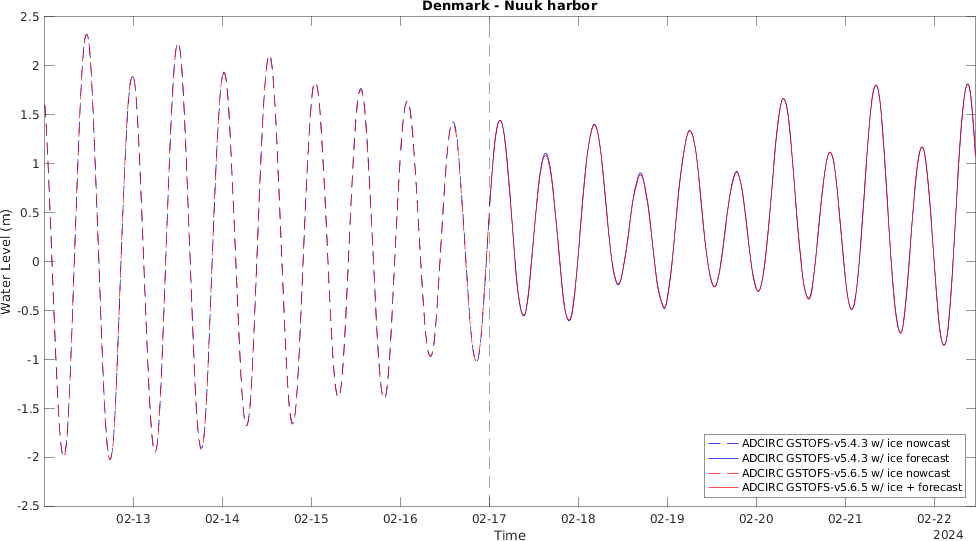 Denmark - Nuuk harbor
2.5
2
1.5
1
0.5
0
-0.5
-1
-1.5
-2
-2.5
Water Level (m)
ADCIRC GSTOFS-v5.4.3 w/ ice nowcast
ADCIRC GSTOFS-v5.4.3 w/ ice forecast
ADCIRC GSTOFS-v5.6.5 w/ ice nowcast
ADCIRC GSTOFS-v5.6.5 w/ ice + forecast
02-13 02-14 02-15 02-16 02-17 02-18 02-19 02-20 02-21 02-22
Time
2024